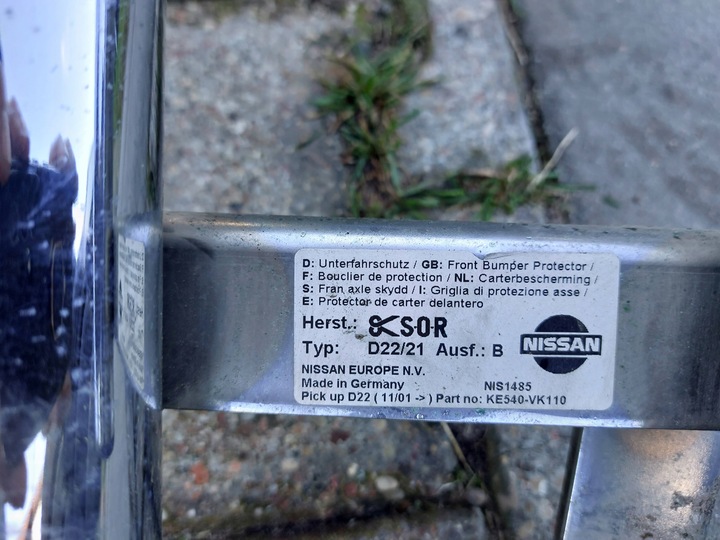 D: Unterfahrschutz / GB: Front Bumper Protector /
F: Bouclier de protection / NL: Carterbescherming /
S: Fran axle skydd / I: Griglia di protezione asse /
E: Protector de carter delantero
Herst.: S·O·R
Typ: D22/21 Ausf.: B
NISSAN
NISSAN EUROPE N.V.
Made in Germany NIS1485
Pick up D22 ( 11/01 -> ) Part no: KE540-VK110